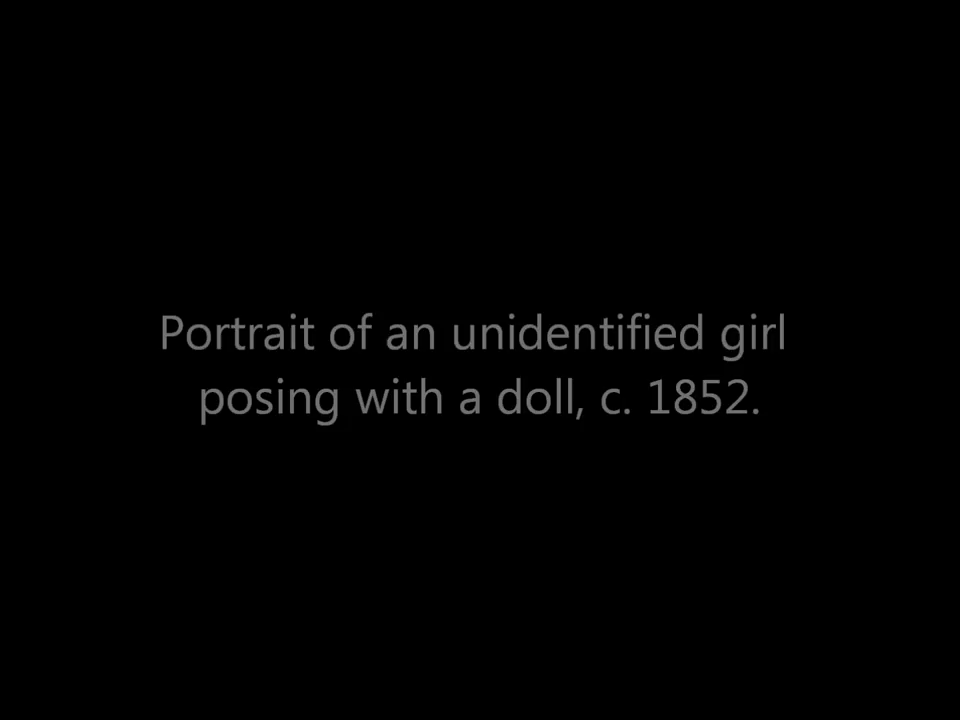 Portrait of an unidentified girl
posing with a doll, c. 1852.